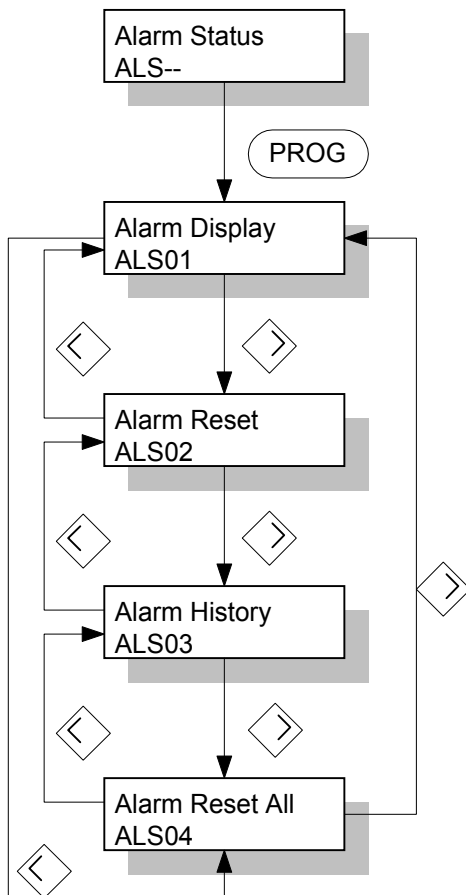 Alarm Status
ALS--
PROG
Alarm Display
ALS01
Alarm Reset
ALS02
Alarm History
ALS03
Alarm Reset All
ALS04